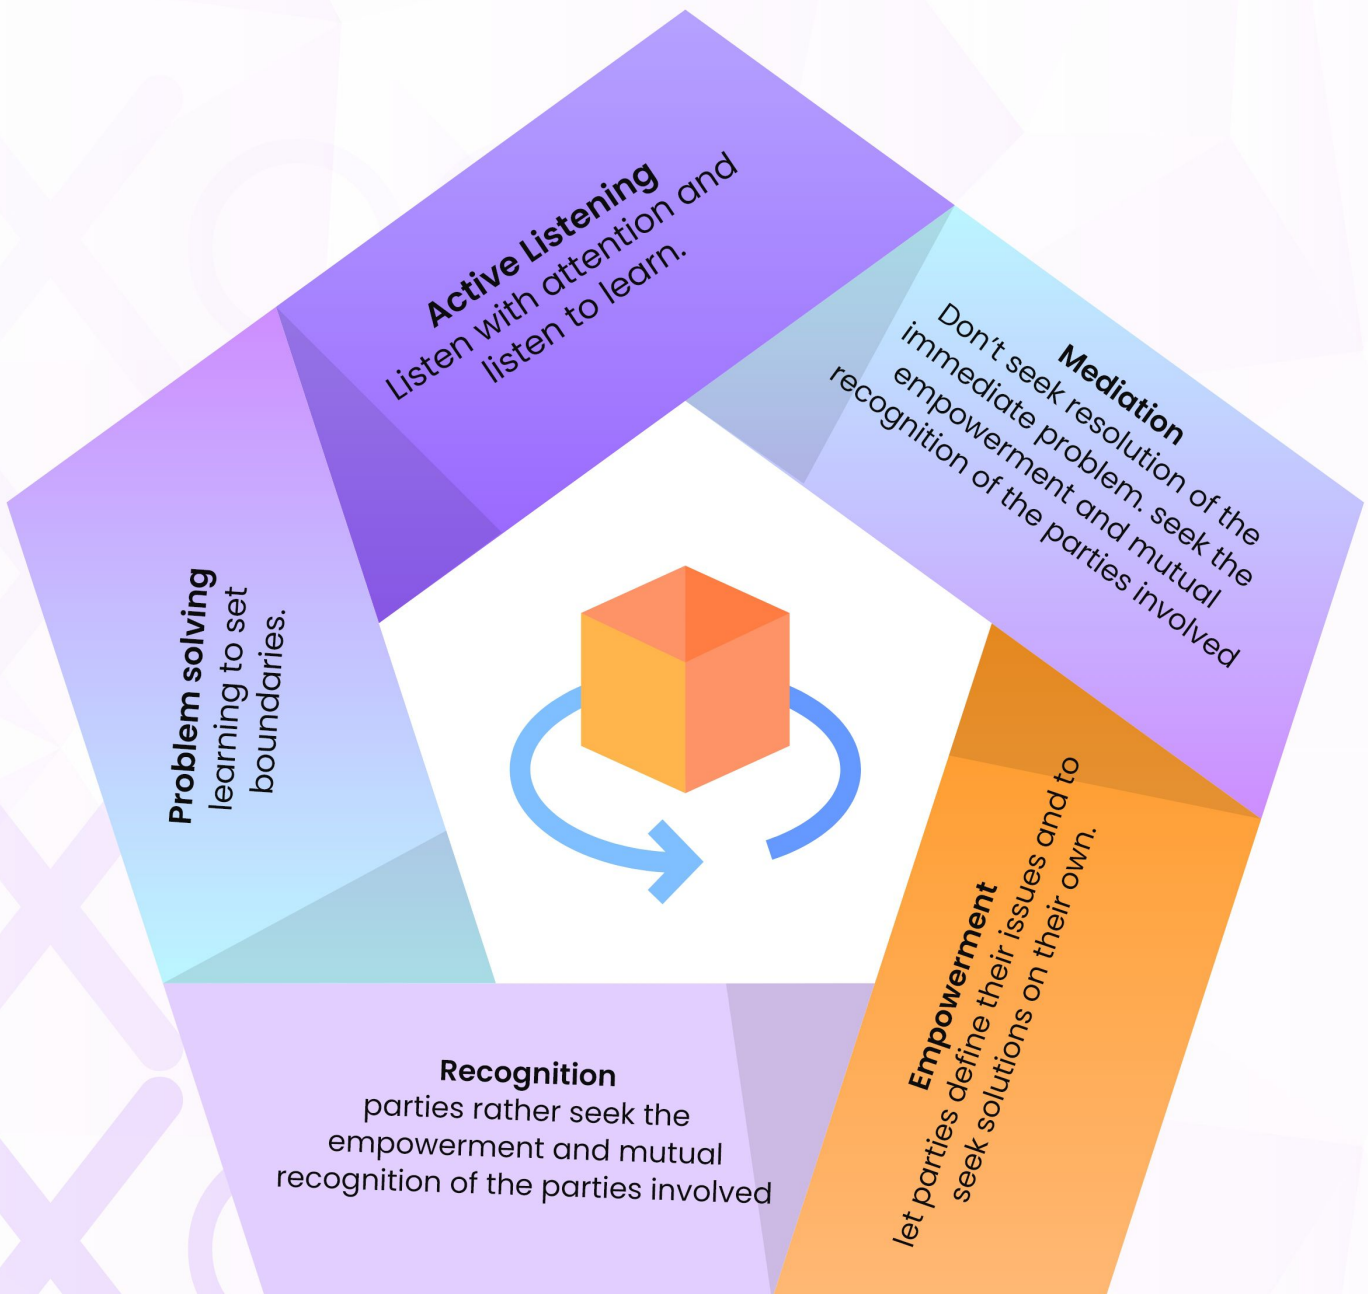 Active Listening
Listen with attention and
listen to learn.
Mediation
Don't seek resolution of the
immediate problem. seek the
empowerment and mutual
recognition of the parties involved
Empowerment
let parties define their issues and to
seek solutions on their own.
Recognition
parties rather seek the
empowerment and mutual
recognition of the parties involved
Problem solving
learning to set
boundaries.